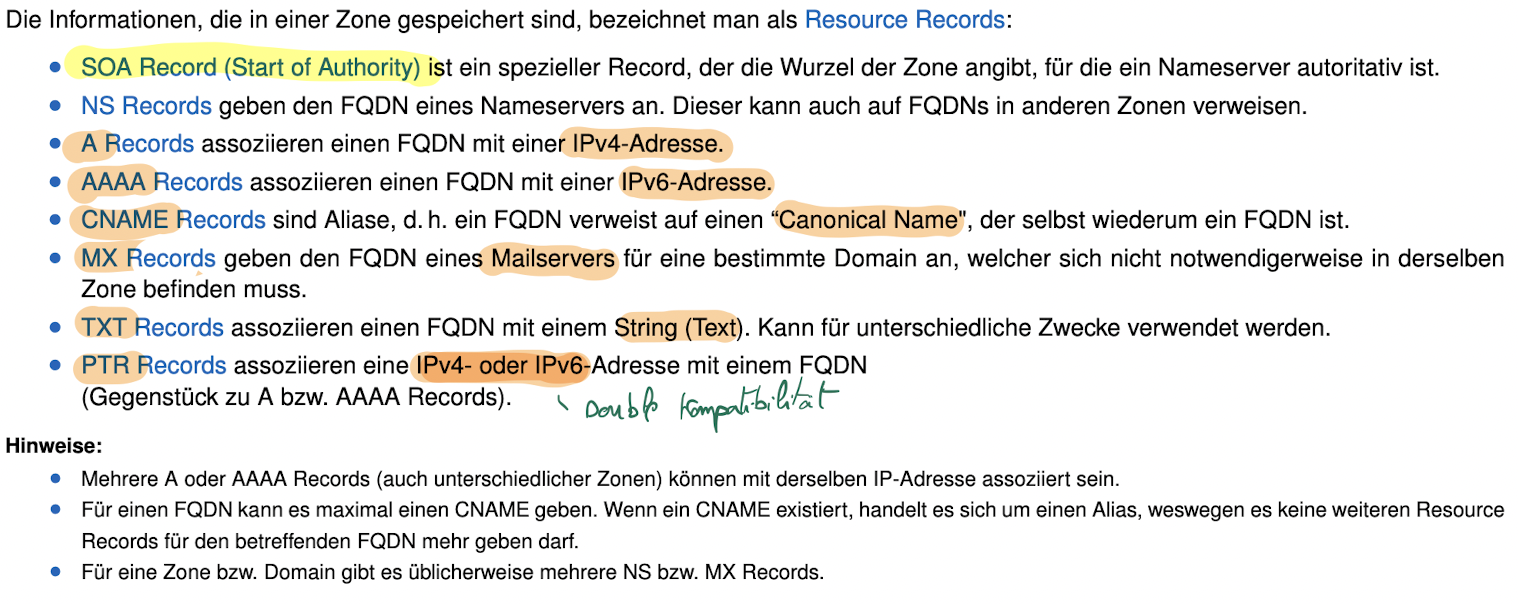 Die Informationen, die in einer Zone gespeichert sind, bezeichnet man als Resource Records:
• SOA Record (Start of Authority) ist ein spezieller Record, der die Wurzel der Zone angibt, für die ein Nameserver autoritativ ist.
• NS Records geben den FQDN eines Nameservers an. Dieser kann auch auf FQDNs in anderen Zonen verweisen.
• A Records assoziieren einen FQDN mit einer IPv4-Adresse.
• AAAA Records assoziieren einen FQDN mit einer IPv6-Adresse.
• CNAME Records sind Aliase, d. h. ein FQDN verweist auf einen “Canonical Name", der selbst wiederum ein FQDN ist.
• MX Records geben den FQDN eines Mailservers für eine bestimmte Domain an, welcher sich nicht notwendigerweise in derselben
Zone befinden muss.
• TXT Records assoziieren einen FQDN mit einem String (Text). Kann für unterschiedliche Zwecke verwendet werden.
• PTR Records assoziieren eine IPv4- oder IPv6-Adresse mit einem FQDN
(Gegenstück zu A bzw. AAAA Records).
Kompatibilität
Hinweise:
• Mehrere A oder AAAA Records (auch unterschiedlicher Zonen) können mit derselben IP-Adresse assoziiert sein.
• Für einen FQDN kann es maximal einen CNAME geben. Wenn ein CNAME existiert, handelt es sich um einen Alias, weswegen es keine weiteren Resource
Records für den betreffenden FQDN mehr geben darf.
• Für eine Zone bzw. Domain gibt es üblicherweise mehrere NS bzw. MX Records.